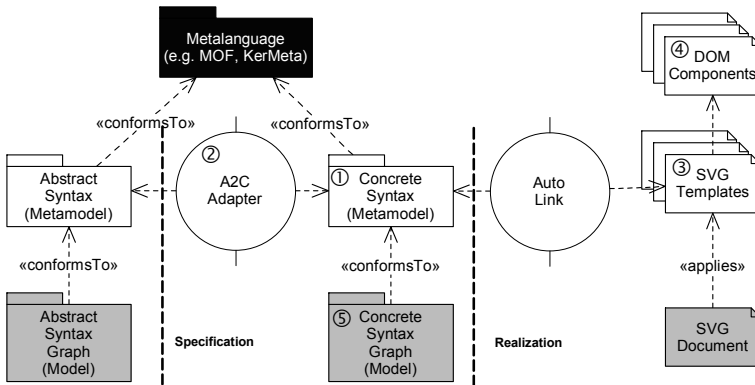 Metalanguage
(e.g. MOF, KerMeta)
④
DOM
Components
«conformsTo»
«conformsTo»
②
A2C
Adapter
Abstract
Syntax
(Metamodel)
①
Concrete
Syntax
(Metamodel)
Auto
Link
③
SVG
Templates
«conformsTo»
«conformsTo»
«applies»
Abstract
Syntax
Graph
(Model)
Specification
⑤
Concrete
Syntax
Graph
(Model)
Realization
SVG
Document